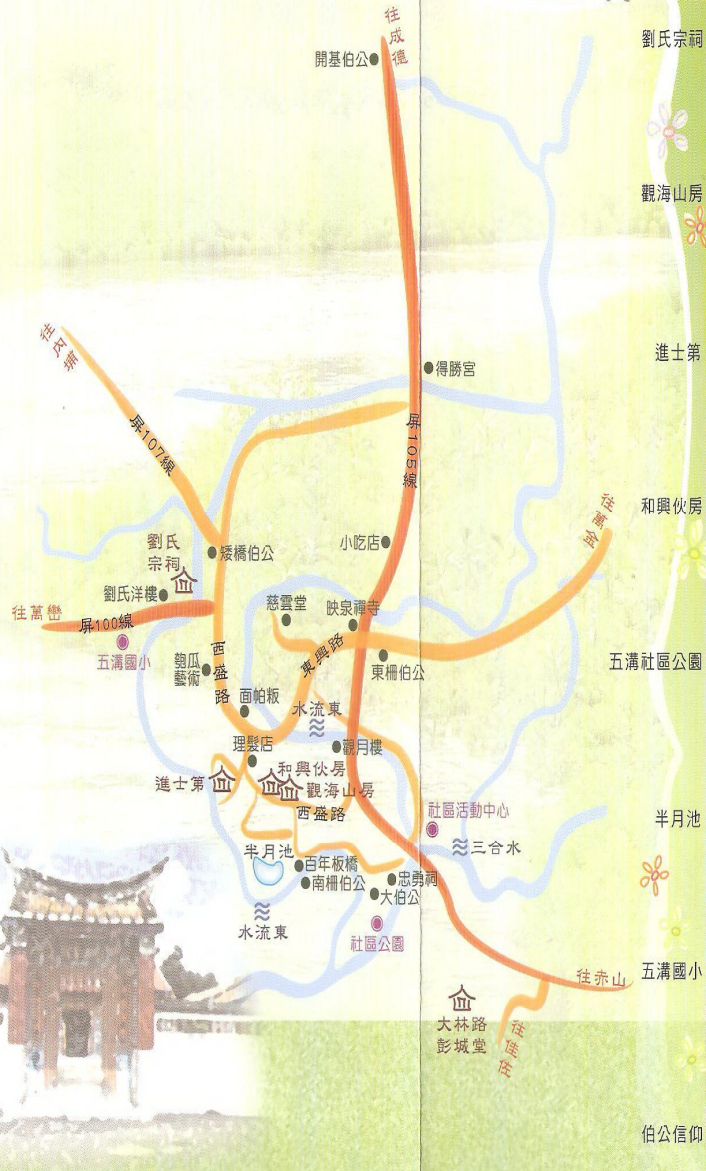 往成德
開基伯公
得勝宮
往皮埔
屏107線
屏105線
往萬金
小吃店
矮橋伯公
劉氏
宗祠
劉氏洋樓
往萬巒
屏100線
五溝國小
慈雲堂
映泉禪寺
東興路
東柵伯公
西盛路
匏瓜
藝術
面帕粄
水流東
觀月樓
理髮店
和興伙房
觀海山房
進士第
西盛路
社區活動中心
三合水
半月池
百年板橋
南柵伯公
忠勇祠
大伯公
水流東
社區公園
往赤山
大林路
彭城堂
往佳佐
劉氏宗祠
觀海山房
進士第
和興伙房
五溝社區公園
半月池
五溝國小
伯公信仰